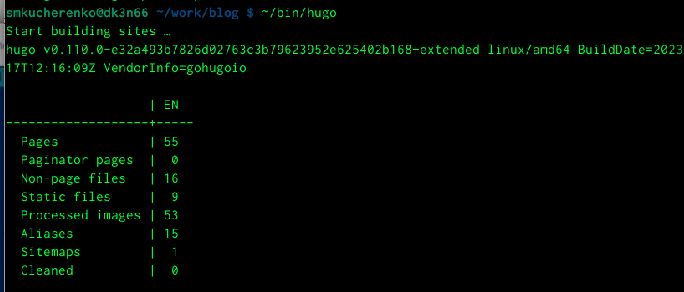 smkucherenko@dk3n66 ~/work/blog $ ~/bin/hugo
Start building sites …
hugo v0.110.0-e32a493b7826d02763c3b79623952e625402b168+extended linux/amd64 BuildDate=2023
17T12:16:09Z VendorInfo=gohugoio
| EN
-------------------+-----
Pages | 55
Paginator pages | 0
Non-page files | 16
Static files | 9
Processed images | 53
Aliases | 15
Sitemaps | 1
Cleaned | 0